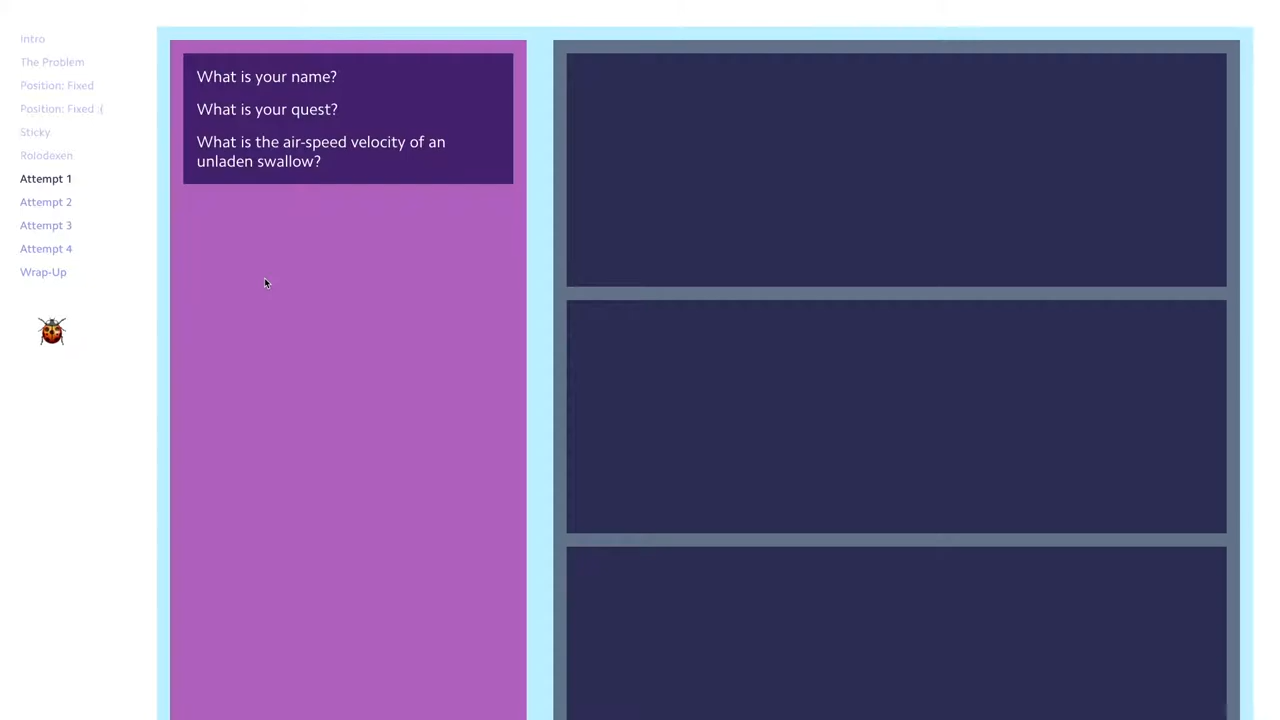 Intro
The Problem
Position: Fixed
Position: Fixed :(
Sticky
Rolodexen
Attempt 1
Attempt 2
Attempt 3
Attempt 4
Wrap-Up
What is your name?
What is your quest?
What is the air-speed velocity of an
unladen swallow?